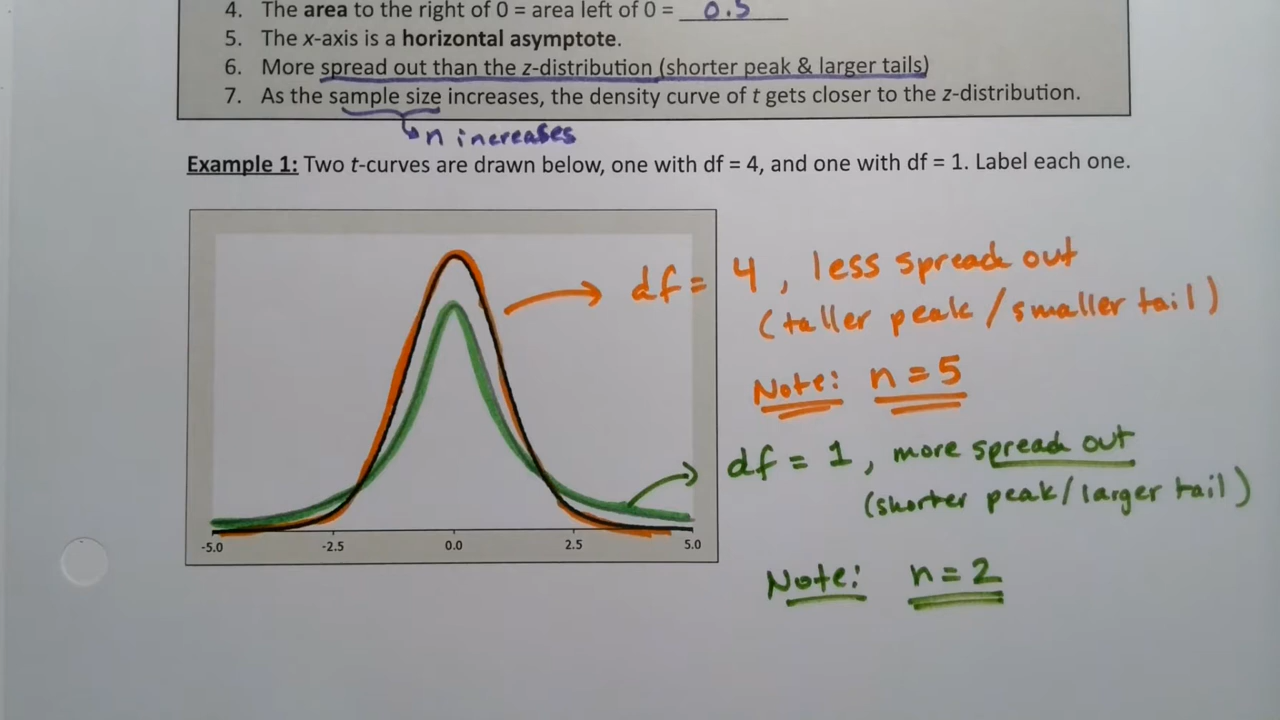 4. The area to the right of 0 = area left of 0 = 0.5
5. The x-axis is a horizontal asymptote.
6. More spread out than the z-distribution (shorter peak & larger tails)
7. As the sample size increases, the density curve of t gets closer to the z-distribution.
n increases
Example 1: Two t-curves are drawn below, one with df = 4, and one with df = 1. Label each one.
df = 4, less spread out
(taller peak/smaller tail)
Note: n = 5
df = 1, more spread out
(shorter peak/larger tail)
-5.0 -2.5 0.0 2.5 5.0
Note: n = 2